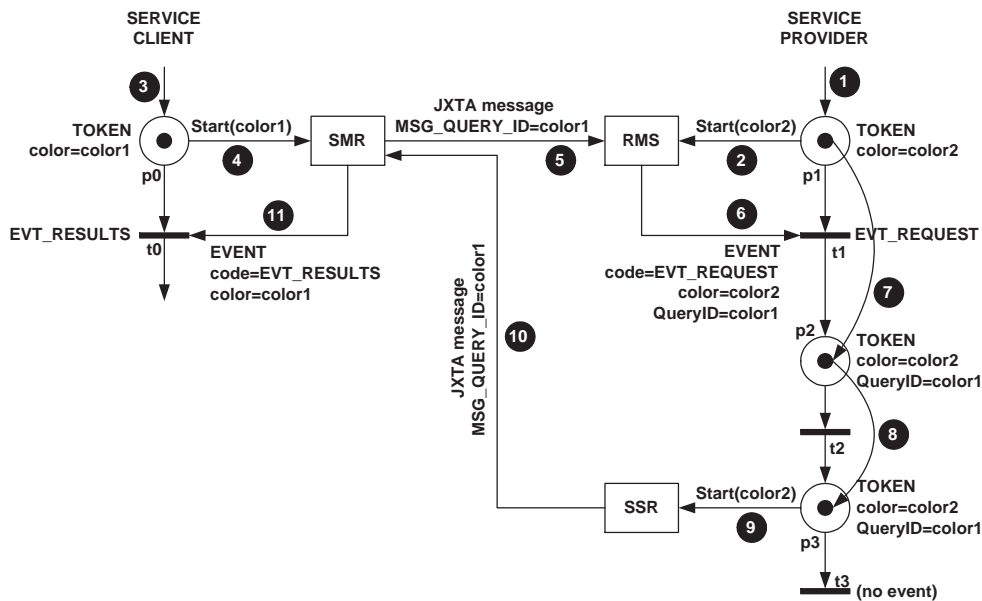 SERVICE
CLIENT
SERVICE
PROVIDER
3
1
JXTA message
MSG_QUERY_ID=color1
TOKEN
color=color1
Start(color1)
SMR
RMS
Start(color2)
TOKEN
color=color2
4
5
2
p0
p1
11
6
EVT_RESULTS
t0
EVENT
code=EVT_RESULTS
color=color1
EVT_REQUEST
t1
EVENT
code=EVT_REQUEST
color=color2
QueryID=color1
7
JXTA message
MSG_QUERY_ID=color1
10
p2
TOKEN
color=color2
QueryID=color1
8
t2
SSR
Start(color2)
9
TOKEN
color=color2
QueryID=color1
p3
t3
(no event)